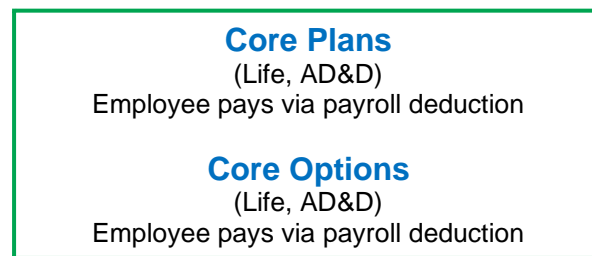 Core Plans
(Life, AD&D)
Employee pays via payroll deduction
Core Options
(Life, AD&D)
Employee pays via payroll deduction